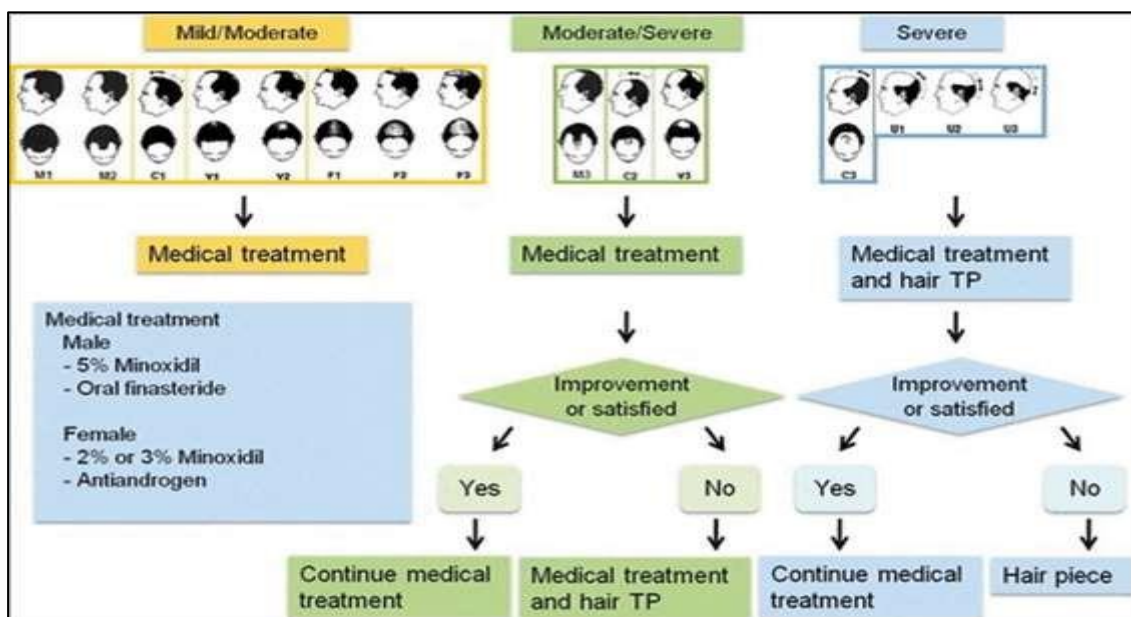 Mild/Moderate
Moderate/Severe
Severe
M1 M2 C1 V1 V2 F1 F2 F3
M3 C2 V3
U1 U2 U3
C3
Medical treatment
Medical treatment
Medical treatment
and hair TP
Medical treatment
Male
- 5% Minoxidil
- Oral finasteride
Female
- 2% or 3% Minoxidil
- Antiandrogen
Improvement
or satisfied
Improvement
or satisfied
Yes
No
Yes
No
Continue medical
treatment
Medical treatment
and hair TP
Continue medical
treatment
Hair piece